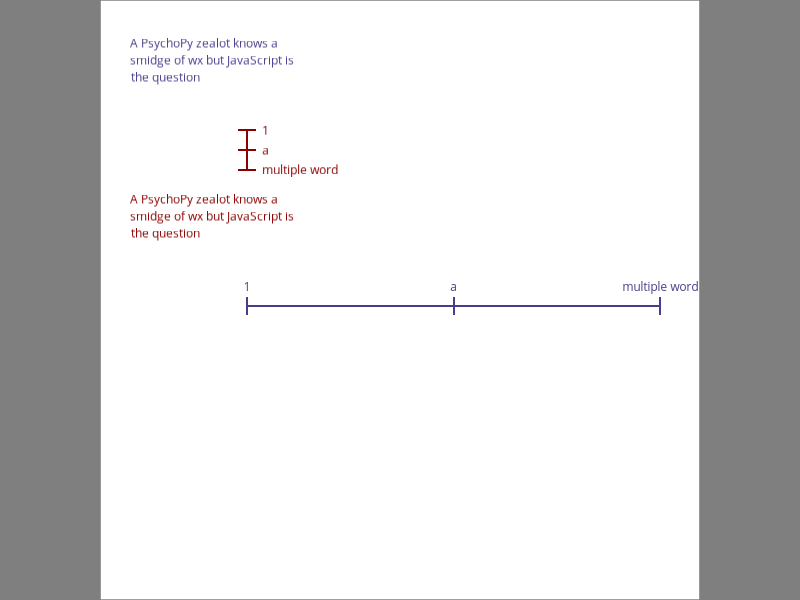 A PsychoPy zealot knows a
smidge of wx but JavaScript is
the question
1
a
multiple word
A PsychoPy zealot knows a
smidge of wx but JavaScript is
the question
1 a multiple word